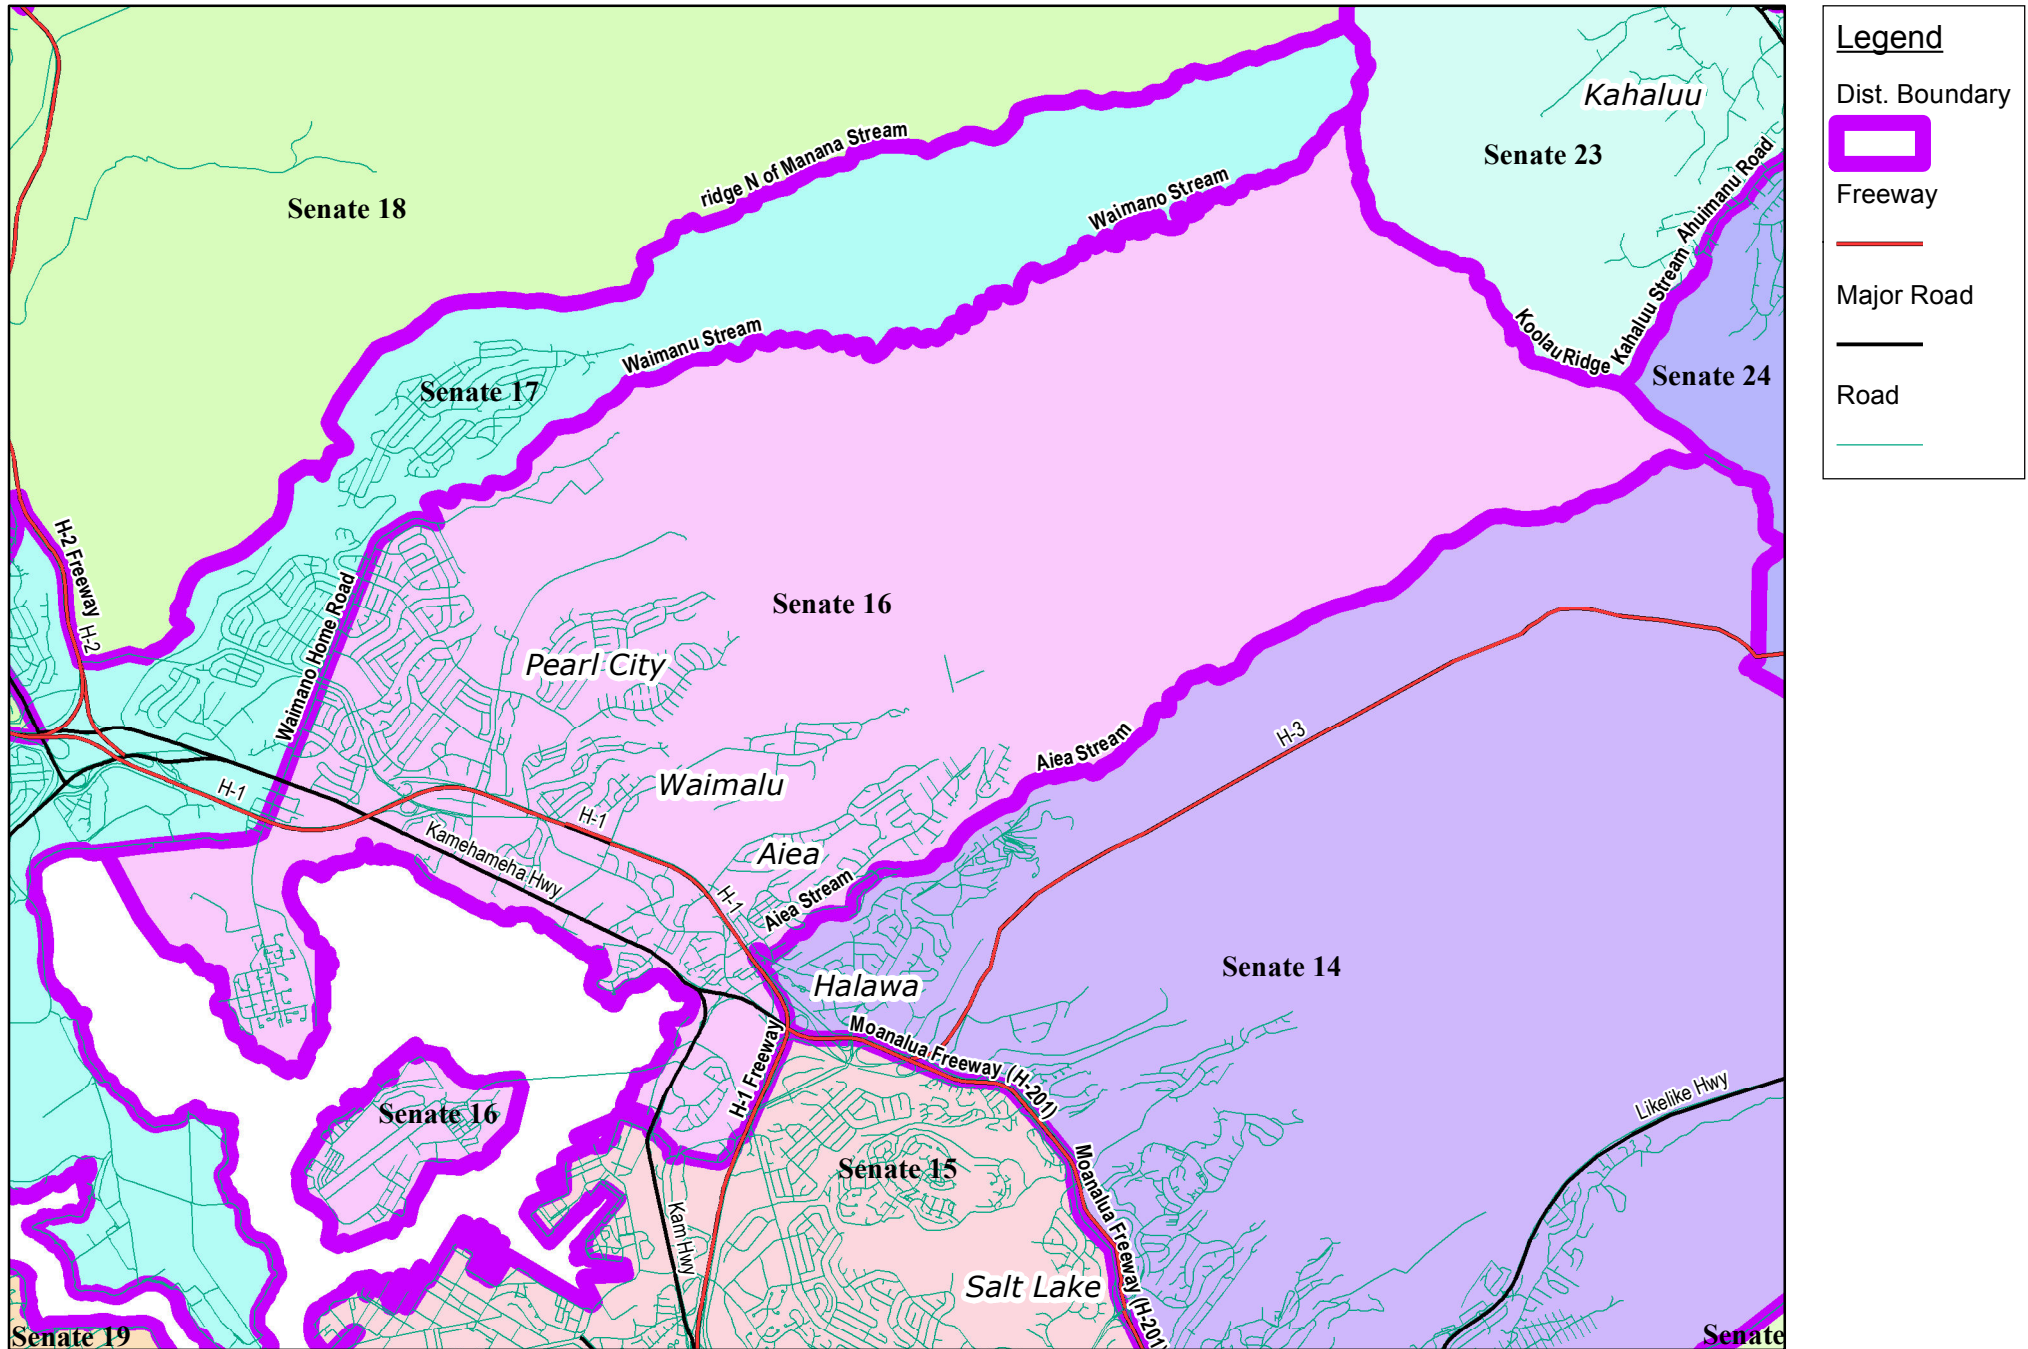 Legend
Dist. Boundary
Freeway
Major Road
Road
Kahaluu
Senate 23
Ahuimanu Road
ridge N of Manana Stream
Senate 18
Waimano Stream
Kahaluu Stream
Koolau Ridge
Senate 24
Waimanu Stream
Senate 17
H-2 Freeway
H-2
Waimano Home Road
Senate 16
Pearl City
Aiea Stream
H-3
Waimalu
H-1
H-1
Kamehameha Hwy
Aiea
H-1
Aiea Stream
Senate 14
Halawa
Moanalua Freeway (H-201)
H-1 Freeway
Likelike Hwy
Senate 16
Senate 15
Moanalua Freeway (H-201)
Kam Hwy
Salt Lake
Senate 19
Senate